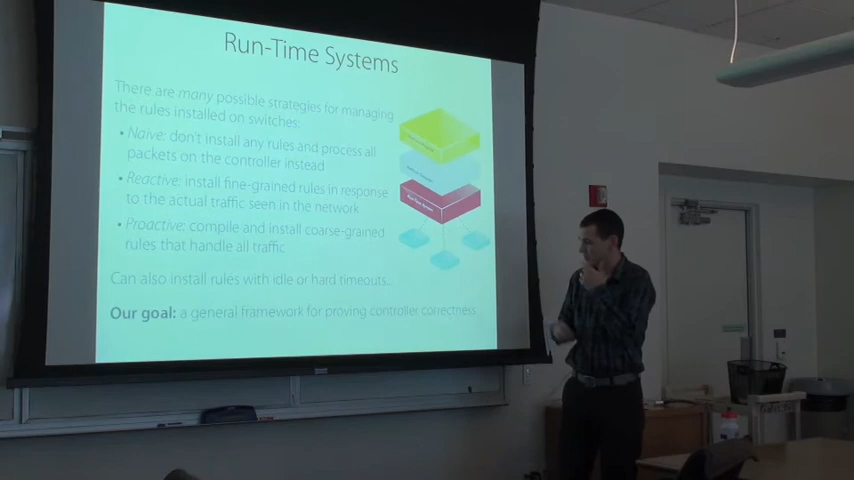 Run-Time Systems
There are many possible strategies for managing
the rules installed on switches:
• Naive: don't install any rules and process all
packets on the controller instead
• Reactive: install fine-grained rules in response
to the actual traffic seen in the network
• Proactive: compile and install coarse-grained
rules that handle all traffic
Can also install rules with idle or hard timeouts...
Our goal: a general framework for proving controller correctness
Run-Time System